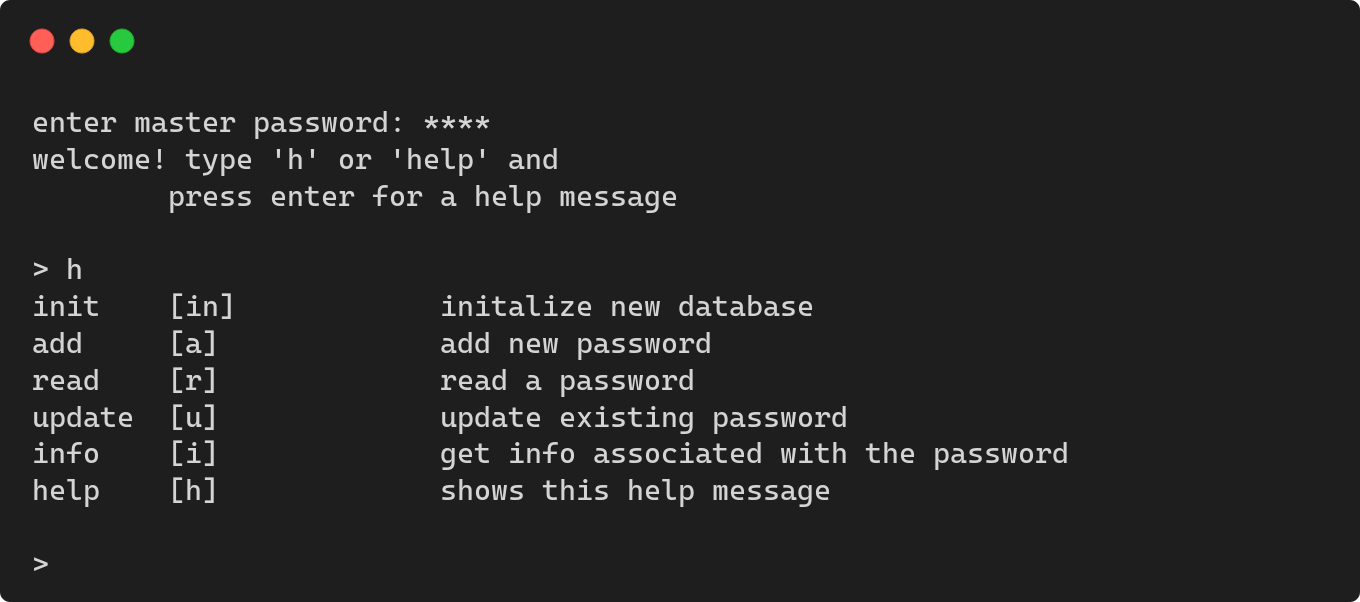 enter master password: ****
welcome! type 'h' or 'help' and
press enter for a help message
> h
init [in] initalize new database
add [a] add new password
read [r] read a password
update [u] update existing password
info [i] get info associated with the password
help [h] shows this help message
>